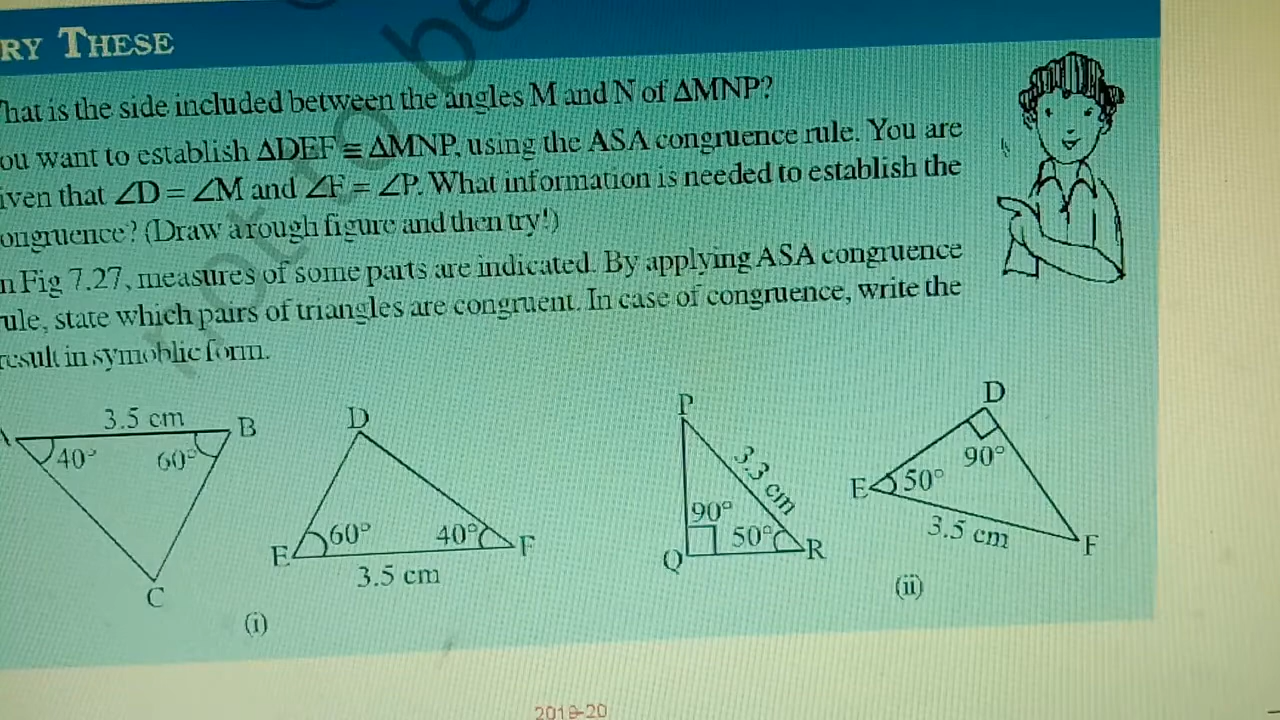 RY THESE
hat is the side included between the angles M and N of ΔMNP?
ou want to establish ΔDEF ≅ ΔMNP, using the ASA congruence rule. You are
iven that ∠D = ∠M and ∠F = ∠P. What information is needed to establish the
ongruence? (Draw a rough figure and then try!)
n Fig 7.27, measures of some parts are indicated. By applying ASA congruence
ule, state which pairs of triangles are congruent. In case of congruence, write the
result in symoblic form.
3.5 cm
A
B
40°
60°
C
D
60°
40°
E
F
3.5 cm
(i)
P
3.3 cm
90°
50°
Q
R
D
90°
E
50°
3.5 cm
F
(ii)
not to be
2019-20